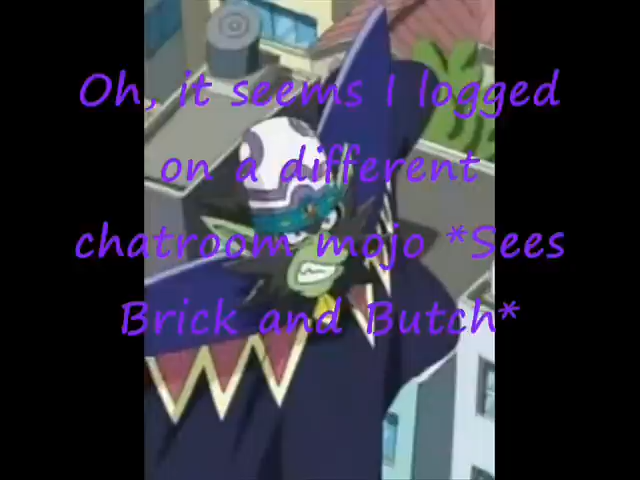 Oh, it seems I logged
on a different
chatroom mojo *Sees
Brick and Butch*